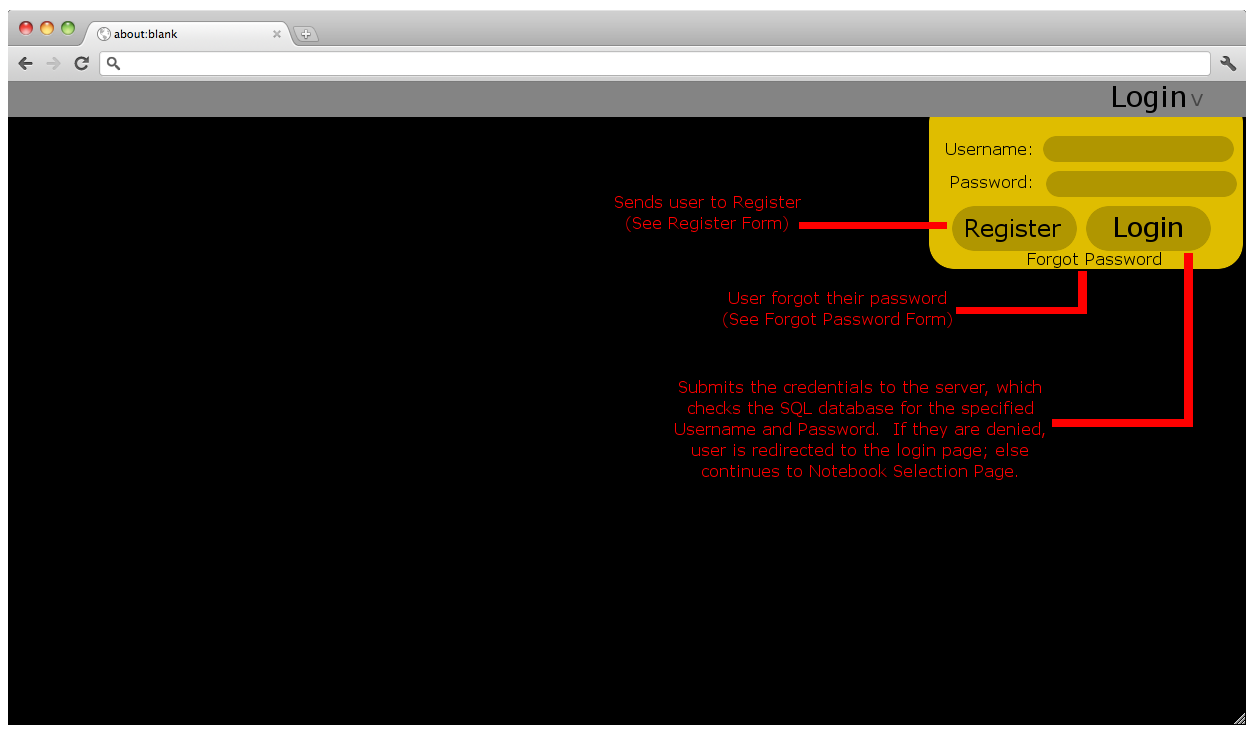 about:blank
Login v
Username:
Password:
Sends user to Register
(See Register Form)
Register
Login
Forgot Password
User forgot their password
(See Forgot Password Form)
Submits the credentials to the server, which
checks the SQL database for the specified
Username and Password.  If they are denied,
user is redirected to the login page; else
continues to Notebook Selection Page.